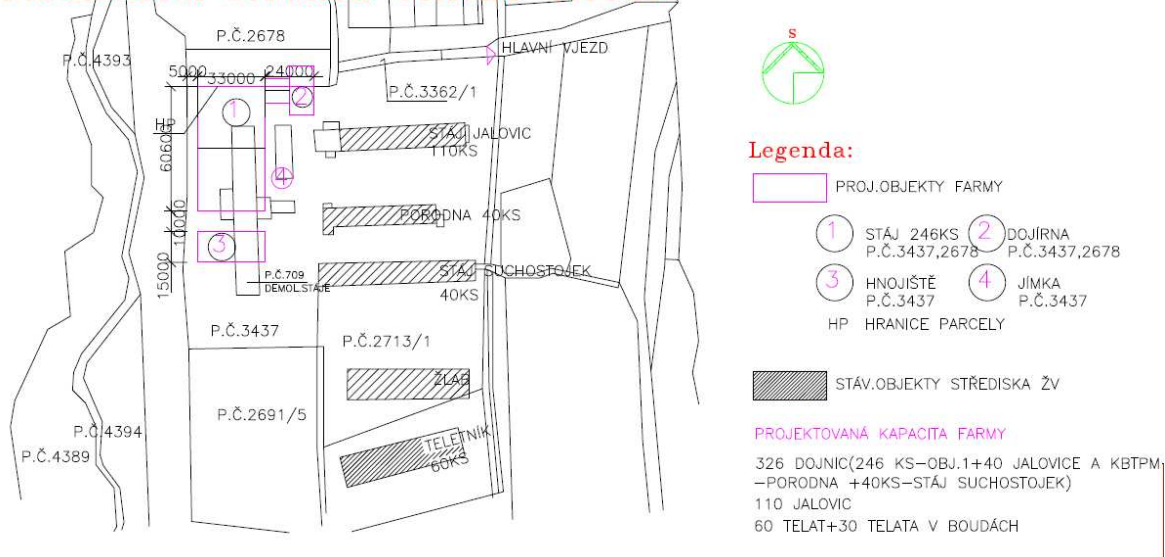 P.Č.2678
P.Č.4393
HLAVNÍ VJEZD
5000
33000
24000
2
P.Č.3362/1
1
HP
STÁJ JALOVIC
110KS
60600
4
PORODNA 40KS
10000
3
P.Č.709
DEMOL.STÁJE
STÁJ SUCHOSTOJEK
40KS
15000
P.Č.3437
P.Č.2713/1
ŽLAB
P.Č.2691/5
P.Č.4394
TELETNÍK
60KS
P.Č.4389
S
Legenda:
PROJ.OBJEKTY FARMY
1 STÁJ 246KS
P.Č.3437,2678
2 DOJÍRNA
P.Č.3437,2678
3 HNOJIŠTĚ
P.Č.3437
4 JÍMKA
P.Č.3437
HP HRANICE PARCELY
STÁV.OBJEKTY STŘEDISKA ŽV
PROJEKTOVANÁ KAPACITA FARMY
326 DOJNIC(246 KS-OBJ.1+40 JALOVICE A KBTPM
-PORODNA +40KS-STÁJ SUCHOSTOJEK)
110 JALOVIC
60 TELAT+30 TELATA V BOUDÁCH